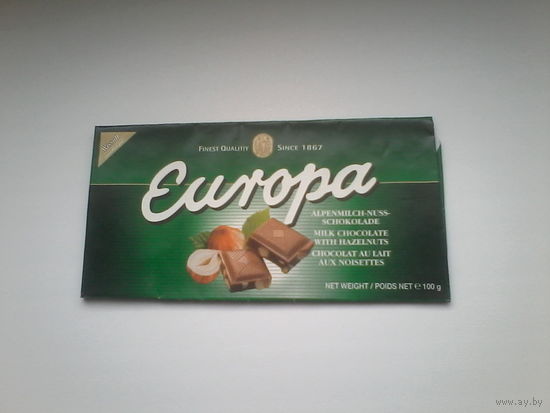 FINEST QUALITIY SINCE 1867
Europa
ALPENMILCH-NUSS-
SCHOKOLADE
MILK CHOCOLATE
WITH HAZELNUTS
CHOCOLAT AU LAIT
AUX NOISETTES
NET WEIGHT / POIDS NET ℮ 100 g
www.ay.by